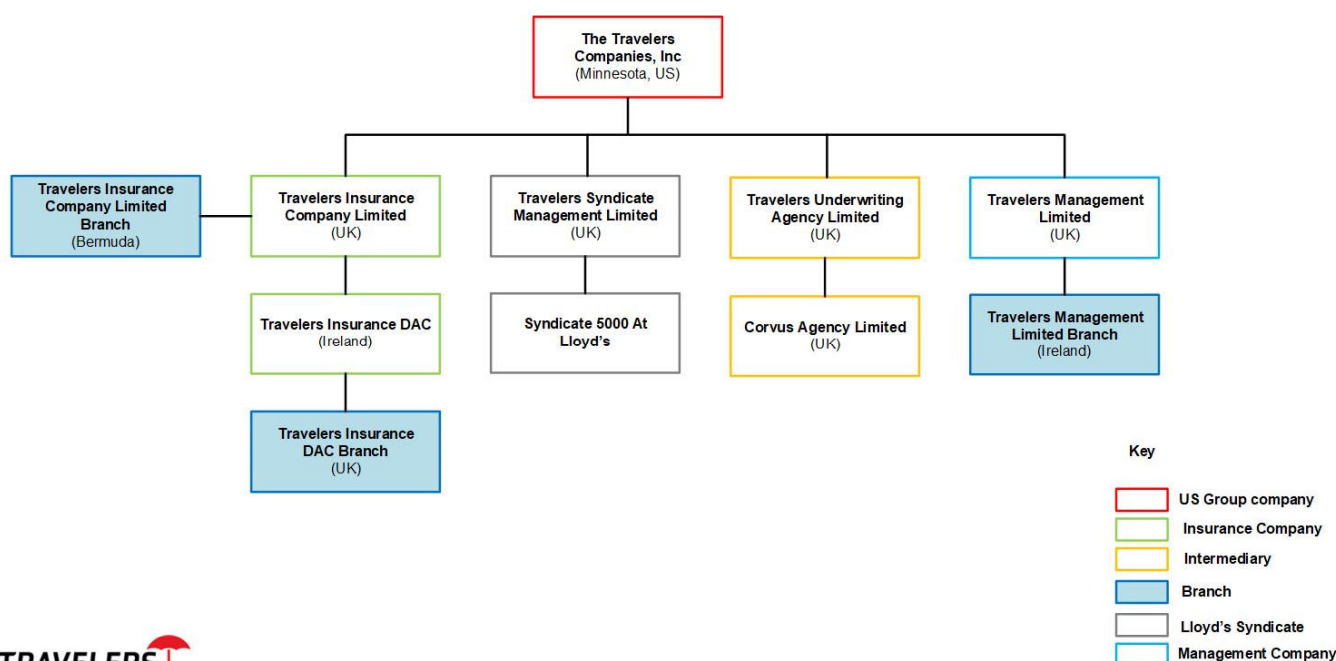 The Travelers
Companies, Inc
(Minnesota, US)
Travelers Insurance
Company Limited
Branch
(Bermuda)
Travelers Insurance
Company Limited
(UK)
Travelers Syndicate
Management Limited
(UK)
Travelers Underwriting
Agency Limited
(UK)
Travelers Management
Limited
(UK)
Travelers Insurance DAC
(Ireland)
Syndicate 5000 At
Lloyd's
Corvus Agency Limited
(UK)
Travelers Management
Limited Branch
(Ireland)
Travelers Insurance
DAC Branch
(UK)
Key
US Group company
Insurance Company
Intermediary
Branch
Lloyd's Syndicate
Management Company
TRAVELERS